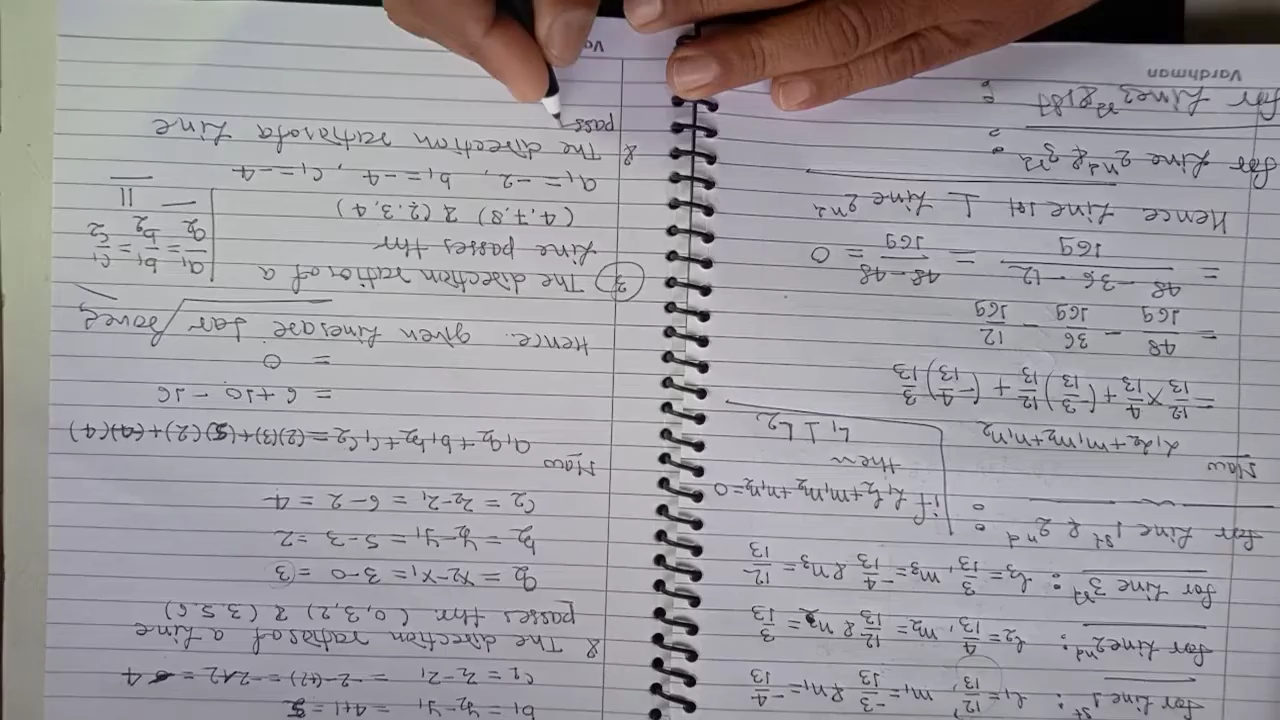 for Line 1st : l₁ = 12/13, m₁ = -3/13 & n₁ = -4/13
for Line 2nd : l₂ = 4/13, m₂ = 12/13 & n₂ = 3/13
for Line 3rd : l₃ = 3/13, m₃ = -4/13 & n₃ = 12/13
for Line 1st & 2nd :
if l₁l₂+m₁m₂+n₁n₂=0
then
L₁ ⊥ L₂
Now
l₁l₂+m₁m₂+n₁n₂
= 12/13 × 4/13 + (-3/13) 12/13 + (-4/13) 3/13
= 48/169 - 36/169 - 12/169
= 48-36-12/169 = 48-48/169 = 0
Hence Line 1st ⊥ Line 2nd
for Line 2nd & 3rd :
for Line 3rd & 1st :
Vardhman
b₁ = y₂-y₁ = 4+1 = 5
c₁ = z₂-z₁ = -2-(+2) = -2-2 = -4
& The direction ratios of a Line
passes thr. (0,3,2) & (3,5,6)
a₂ = x₂-x₁ = 3-0 = 3
b₂ = y₂-y₁ = 5-3 = 2
c₂ = z₂-z₁ = 6-2 = 4
Now
a₁a₂+b₁b₂+c₁c₂ = (2)(3)+(5)(2)+(-4)(4)
= 6+10-16
= 0
Hence given Lines are ⊥ar Proved
③ The direction ratios of a
Line passes thr
(4,7,8) & (2,3,4)
a₁/a₂ = b₁/b₂ = c₁/c₂
||
a₁ = -2, b₁ = -4, c₁ = -4
& The direction ratios of a Line
pass